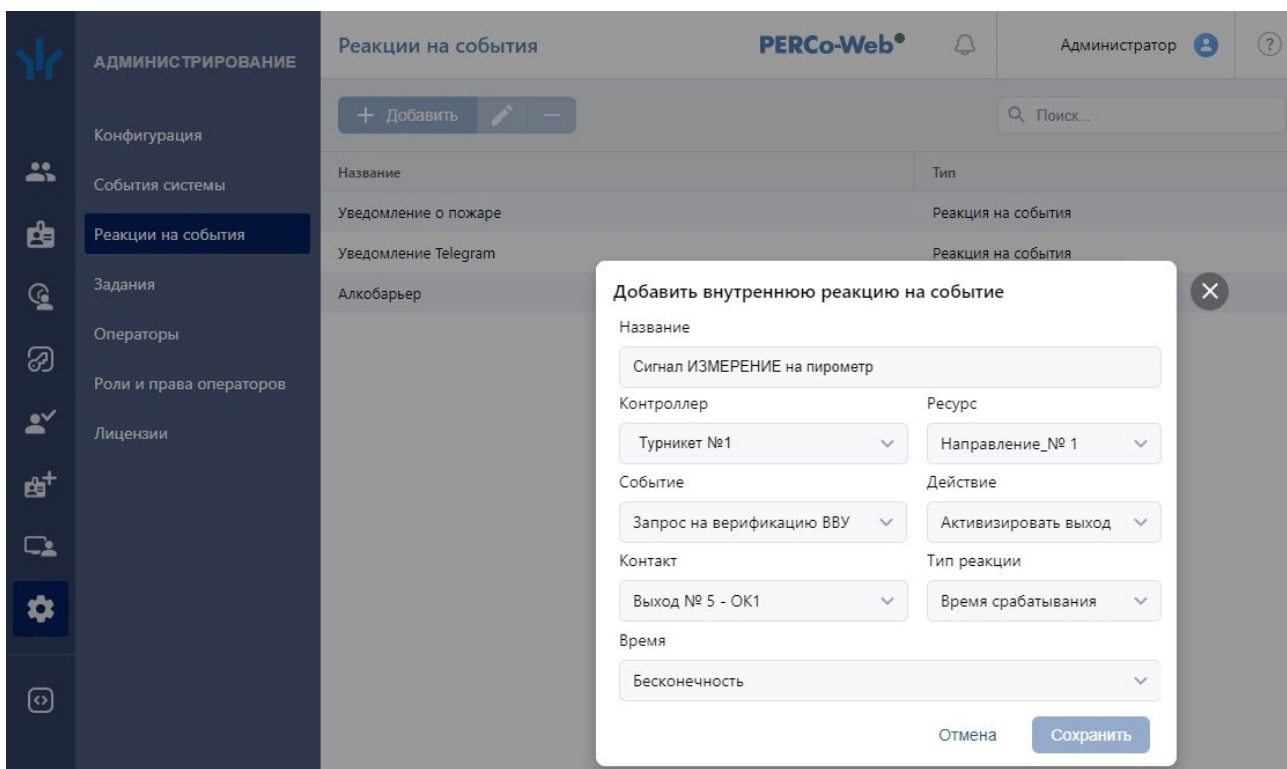 Реакции на события
PERCo-Web
Администратор
?
АДМИНИСТРИРОВАНИЕ
Конфигурация
События системы
Реакции на события
Задания
Операторы
Роли и права операторов
Лицензии
+ Добавить
Поиск...
Название
Тип
Уведомление о пожаре
Реакция на события
Уведомление Telegram
Реакция на события
Алкобарьер
Добавить внутреннюю реакцию на событие
Название
Сигнал ИЗМЕРЕНИЕ на пирометр
Контроллер
Ресурс
Турникет №1
Направление_№ 1
Событие
Действие
Запрос на верификацию ВВУ
Активизировать выход
Контакт
Тип реакции
Выход № 5 - ОК1
Время срабатывания
Время
Бесконечность
Отмена
Сохранить